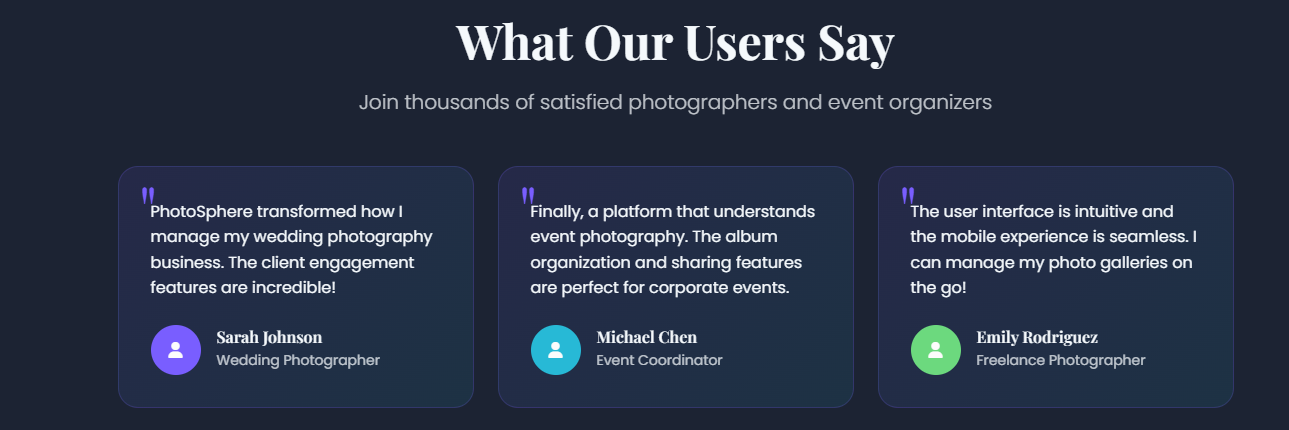 What Our Users Say
Join thousands of satisfied photographers and event organizers
"
PhotoSphere transformed how I
manage my wedding photography
business. The client engagement
features are incredible!
Sarah Johnson
Wedding Photographer
"
Finally, a platform that understands
event photography. The album
organization and sharing features
are perfect for corporate events.
Michael Chen
Event Coordinator
"
The user interface is intuitive and
the mobile experience is seamless. I
can manage my photo galleries on
the go!
Emily Rodriguez
Freelance Photographer